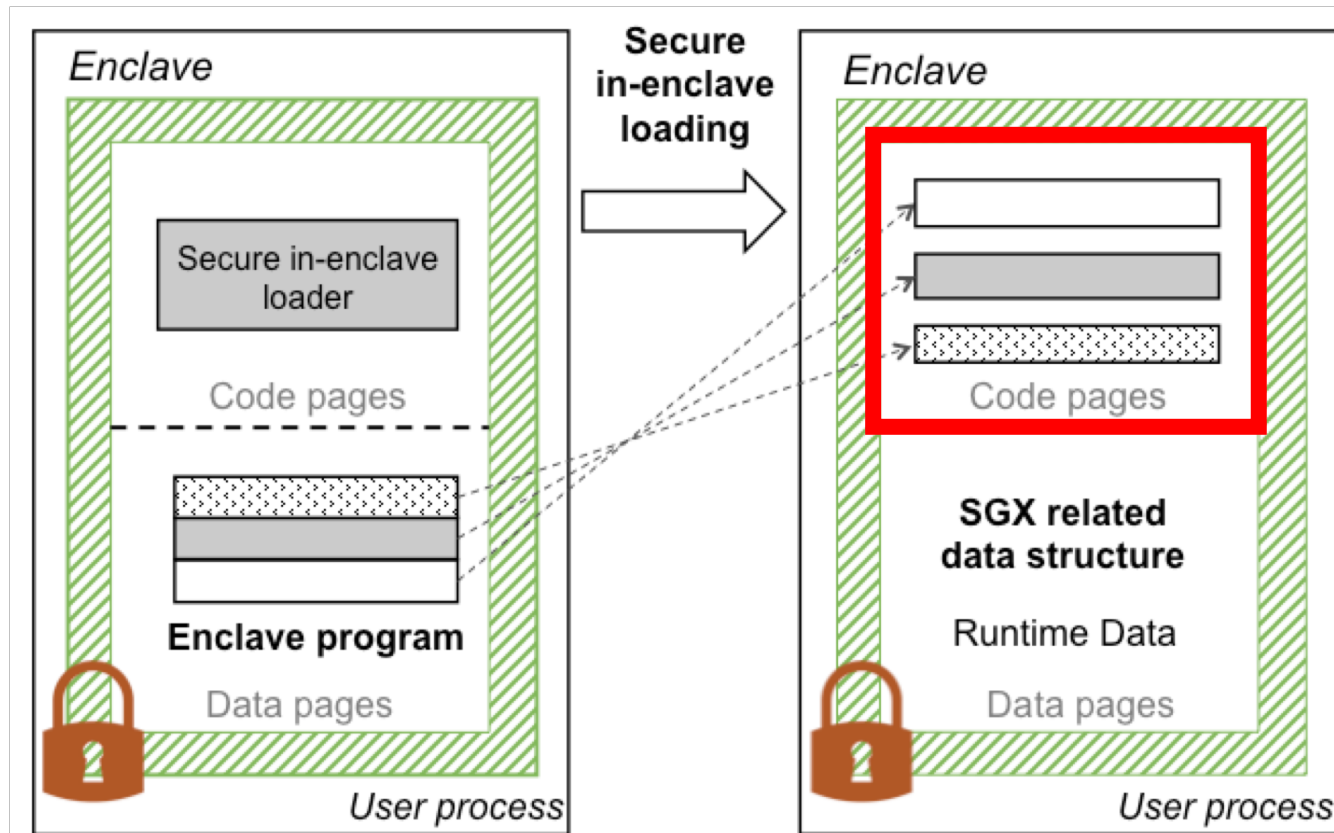 Enclave
Secure in-enclave
loader
Code pages
Enclave program
Data pages
User process
Secure
in-enclave
loading
Enclave
Code pages
SGX related
data structure
Runtime Data
Data pages
User process